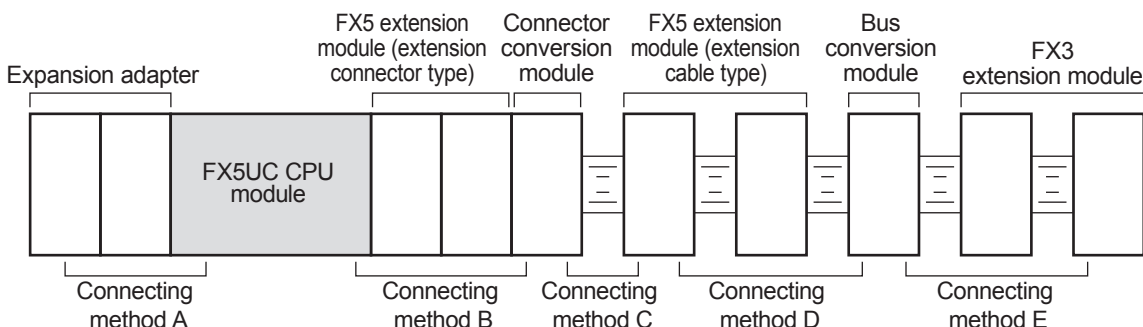 Expansion adapter
FX5UC CPU
module
FX5 extension
module (extension
connector type)
Connector
conversion
module
FX5 extension
module (extension
cable type)
Bus
conversion
module
FX3
extension module
Connecting
method A
Connecting
method B
Connecting
method C
Connecting
method D
Connecting
method E